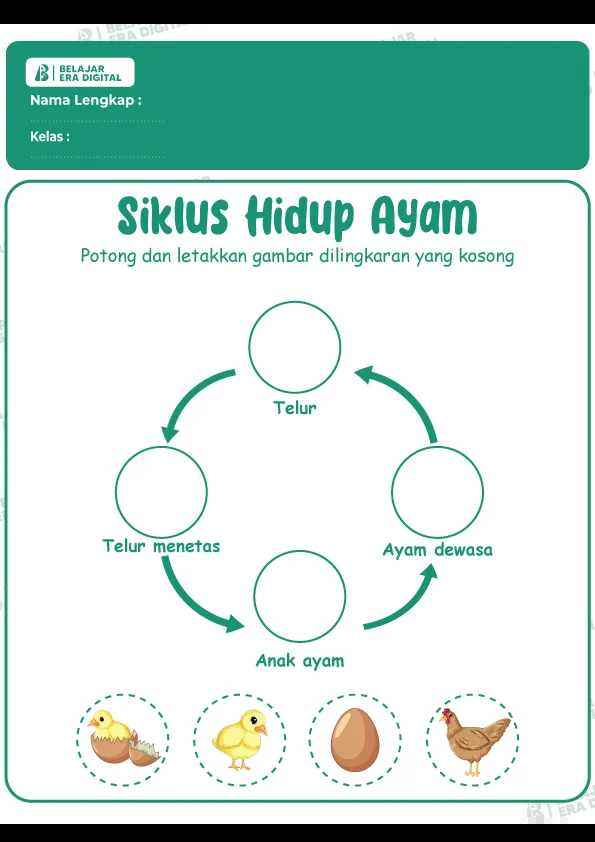 BELAJAR
ERA DIGITAL
Nama Lengkap :
Kelas :
Siklus Hidup Ayam
Potong dan letakkan gambar dilingkaran yang kosong
Telur
Telur menetas
Ayam dewasa
Anak ayam